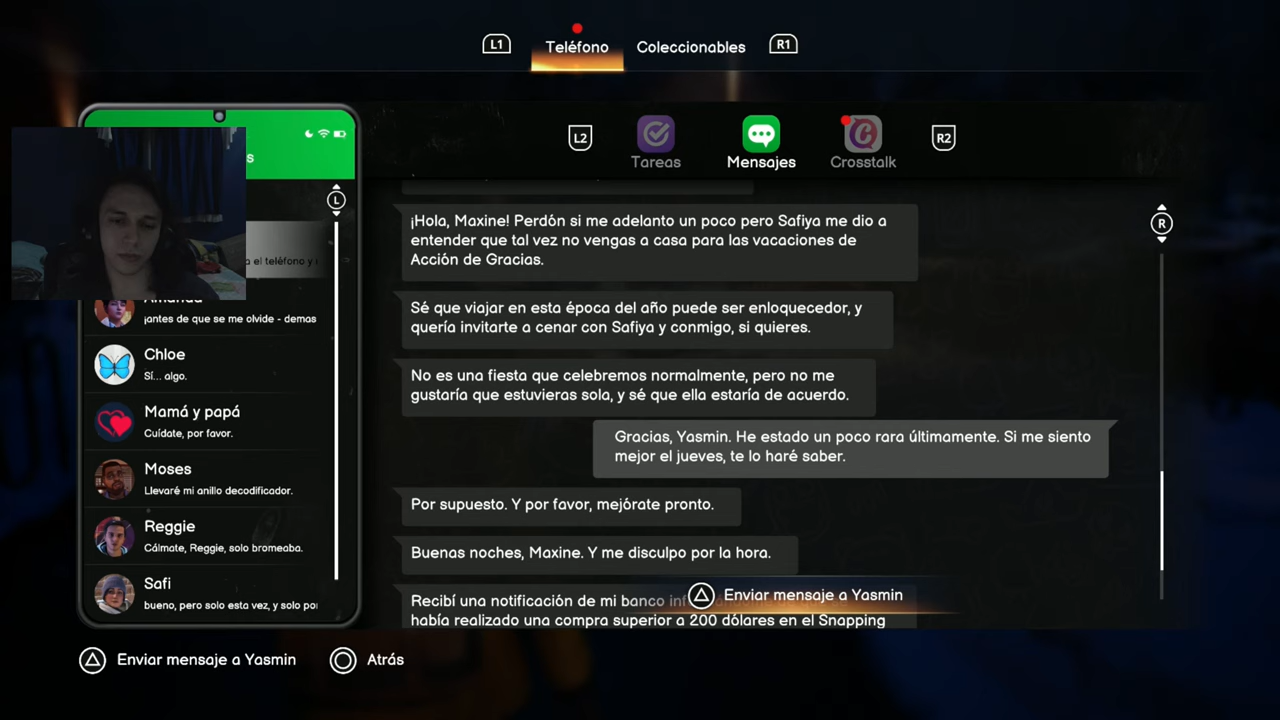 L1
Teléfono
Coleccionables
R1
L2
Tareas
Mensajes
Crosstalk
R2
s
L
a el teléfono y
Amanda
¡antes de que se me olvide - demas
Chloe
Sí... algo.
Mamá y papá
Cuídate, por favor.
Moses
Llevaré mi anillo decodificador.
Reggie
Cálmate, Reggie, solo bromeaba.
Safi
bueno, pero solo esta vez, y solo por
¡Hola, Maxine! Perdón si me adelanto un poco pero Safiya me dio a
entender que tal vez no vengas a casa para las vacaciones de
Acción de Gracias.
Sé que viajar en esta época del año puede ser enloquecedor, y
quería invitarte a cenar con Safiya y conmigo, si quieres.
No es una fiesta que celebremos normalmente, pero no me
gustaría que estuvieras sola, y sé que ella estaría de acuerdo.
Gracias, Yasmin. He estado un poco rara últimamente. Si me siento
mejor el jueves, te lo haré saber.
Por supuesto. Y por favor, mejórate pronto.
Buenas noches, Maxine. Y me disculpo por la hora.
Recibí una notificación de mi banco
había realizado una compra superior a 200 dólares en el Snapping
R
Enviar mensaje a Yasmin
Enviar mensaje a Yasmin
Atrás